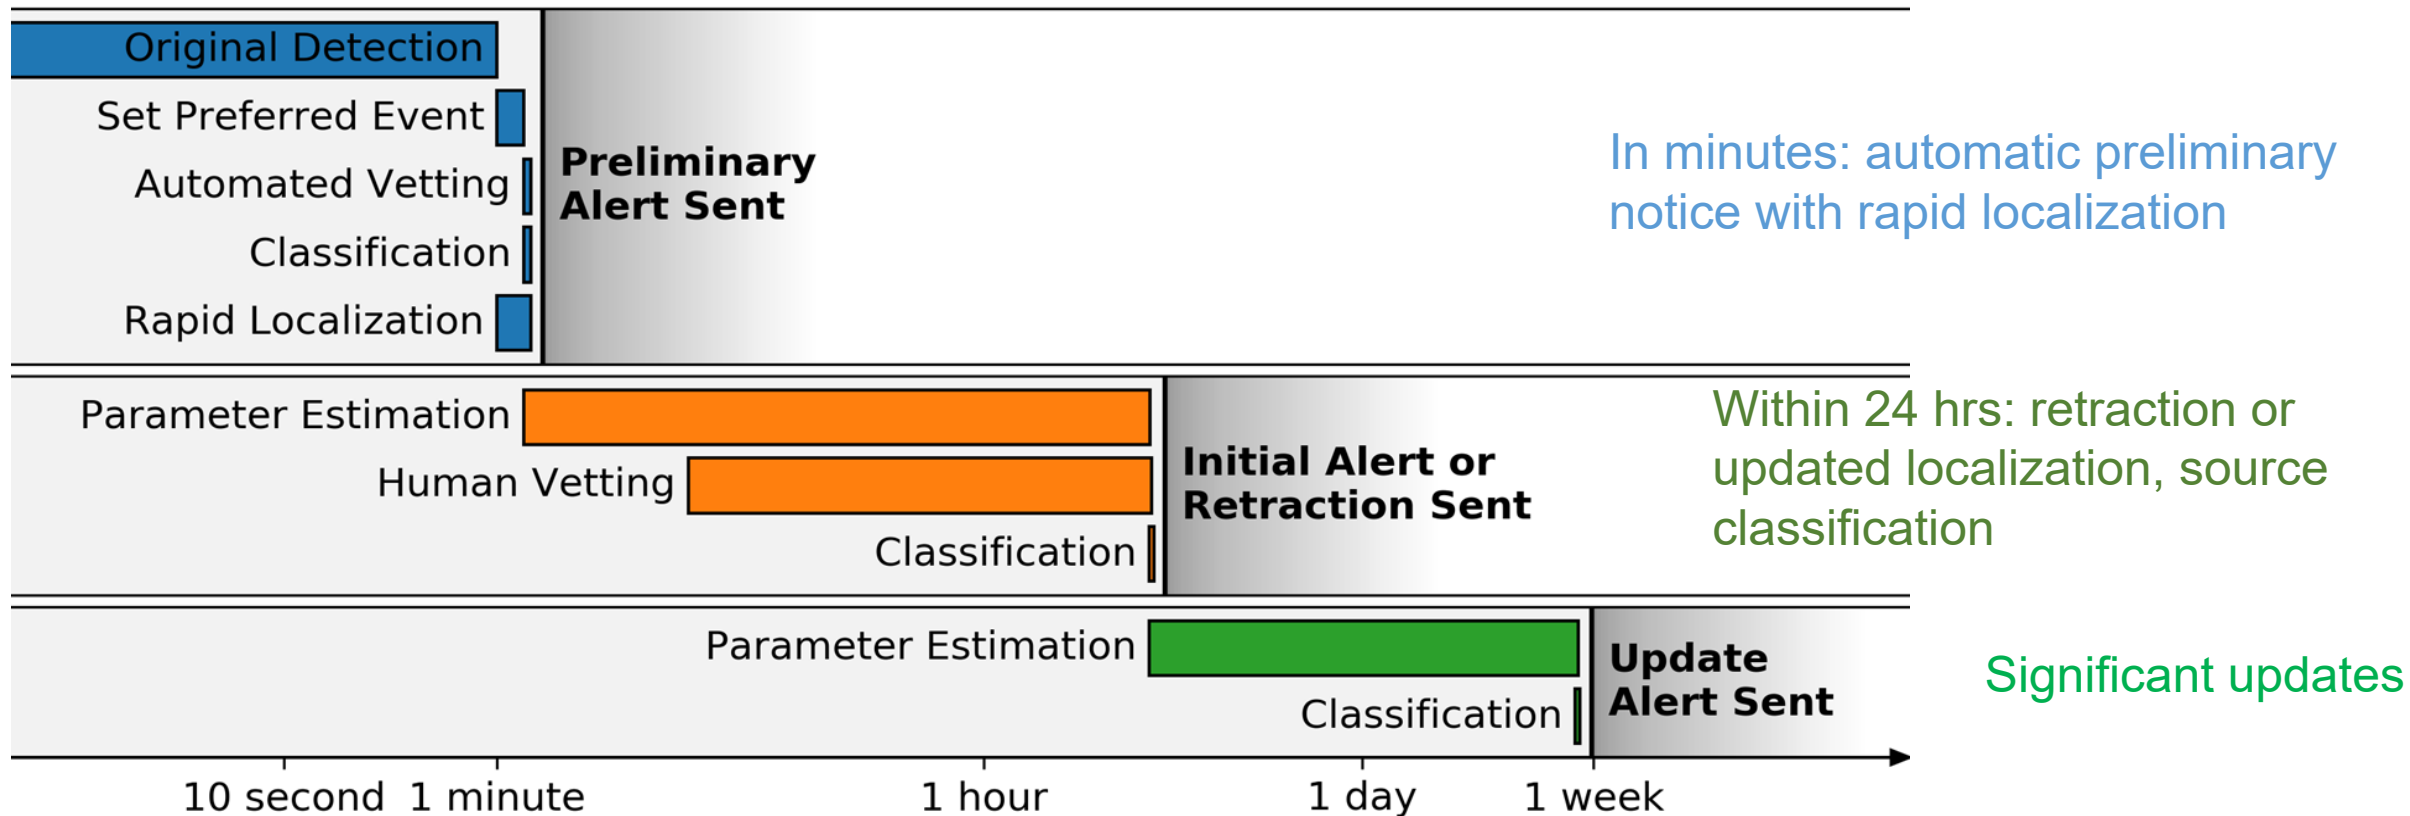 Original Detection
Set Preferred Event
Automated Vetting
Classification
Rapid Localization
Preliminary
Alert Sent
In minutes: automatic preliminary
notice with rapid localization
Parameter Estimation
Human Vetting
Classification
Initial Alert or
Retraction Sent
Within 24 hrs: retraction or
updated localization, source
classification
Parameter Estimation
Classification
Update
Alert Sent
Significant updates
10 second
1 minute
1 hour
1 day
1 week